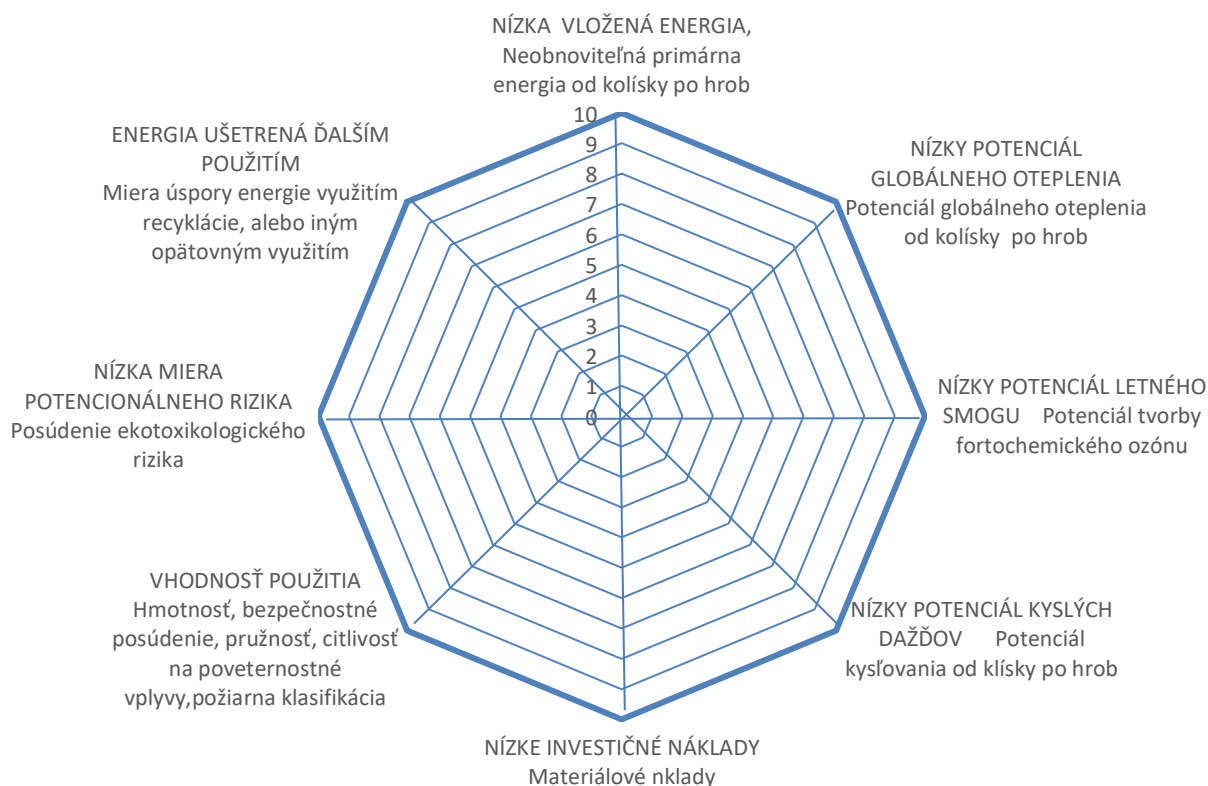 NÍZKA  VLOŽENÁ ENERGIA,
Neobnoviteľná primárna
energia od kolísky po hrob
NÍZKY POTENCIÁL
GLOBÁLNEHO OTEPLENIA
Potenciál globálneho oteplenia
od kolísky  po hrob
NÍZKY POTENCIÁL LETNÉHO
SMOGU    Potenciál tvorby
fortochemického ozónu
NÍZKY POTENCIÁL KYSLÝCH
DAŽĎOV      Potenciál
kysľovania od klísky po hrob
NÍZKE INVESTIČNÉ NÁKLADY
Materiálové nklady
VHODNOSŤ POUŽITIA
Hmotnosť, bezpečnostné
posúdenie, pružnosť, citlivosť
na poveternostné
vplyvy,požiarna klasifikácia
NÍZKA MIERA
POTENCIONÁLNEHO RIZIKA
Posúdenie ekotoxikologického
rizika
ENERGIA UŠETRENÁ ĎALŠÍM
POUŽITÍM
Miera úspory energie využitím
recyklácie, alebo iným
opätovným využitím
10
9
8
7
6
5
4
3
2
1
0